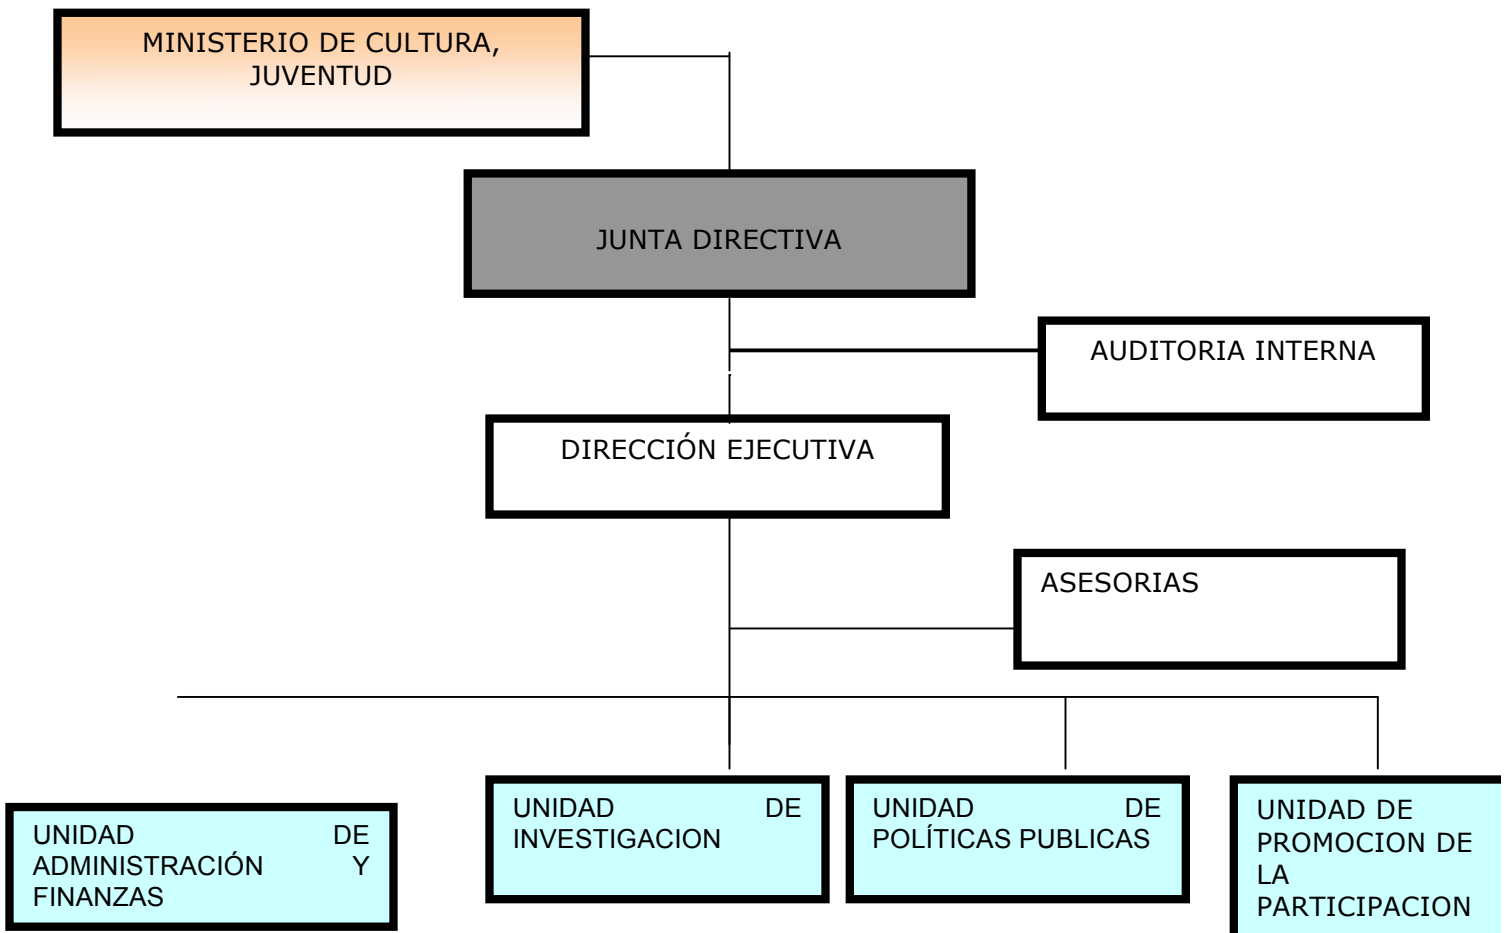 MINISTERIO DE CULTURA,
JUVENTUD
JUNTA DIRECTIVA
AUDITORIA INTERNA
DIRECCIÓN EJECUTIVA
ASESORIAS
UNIDAD DE
ADMINISTRACIÓN Y
FINANZAS
UNIDAD DE
INVESTIGACION
UNIDAD DE
POLÍTICAS PUBLICAS
UNIDAD DE
PROMOCION DE
LA
PARTICIPACION